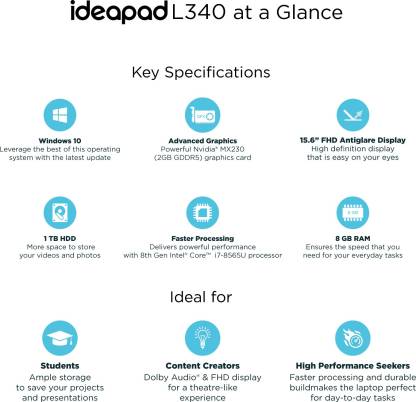 ideapad L340 at a Glance
Key Specifications
Windows 10
Leverage the best of this operating
system with the latest update
Advanced Graphics
Powerful Nvidia® MX230
(2GB GDDR5) graphics card
15.6” FHD Antiglare Display
High definition display
that is easy on your eyes
1 TB HDD
More space to store
your videos and photos
Faster Processing
Delivers powerful performance
with 8th Gen Intel® Core™ i7-8565U processor
8 GB
8 GB RAM
Ensures the speed that you
need for your everyday tasks
Ideal for
Students
Ample storage
to save your projects
and presentations
Content Creators
Dolby Audio® & FHD display
for a theatre-like
experience
High Performance Seekers
Faster processing and durable
buildmakes the laptop perfect
for day-to-day tasks